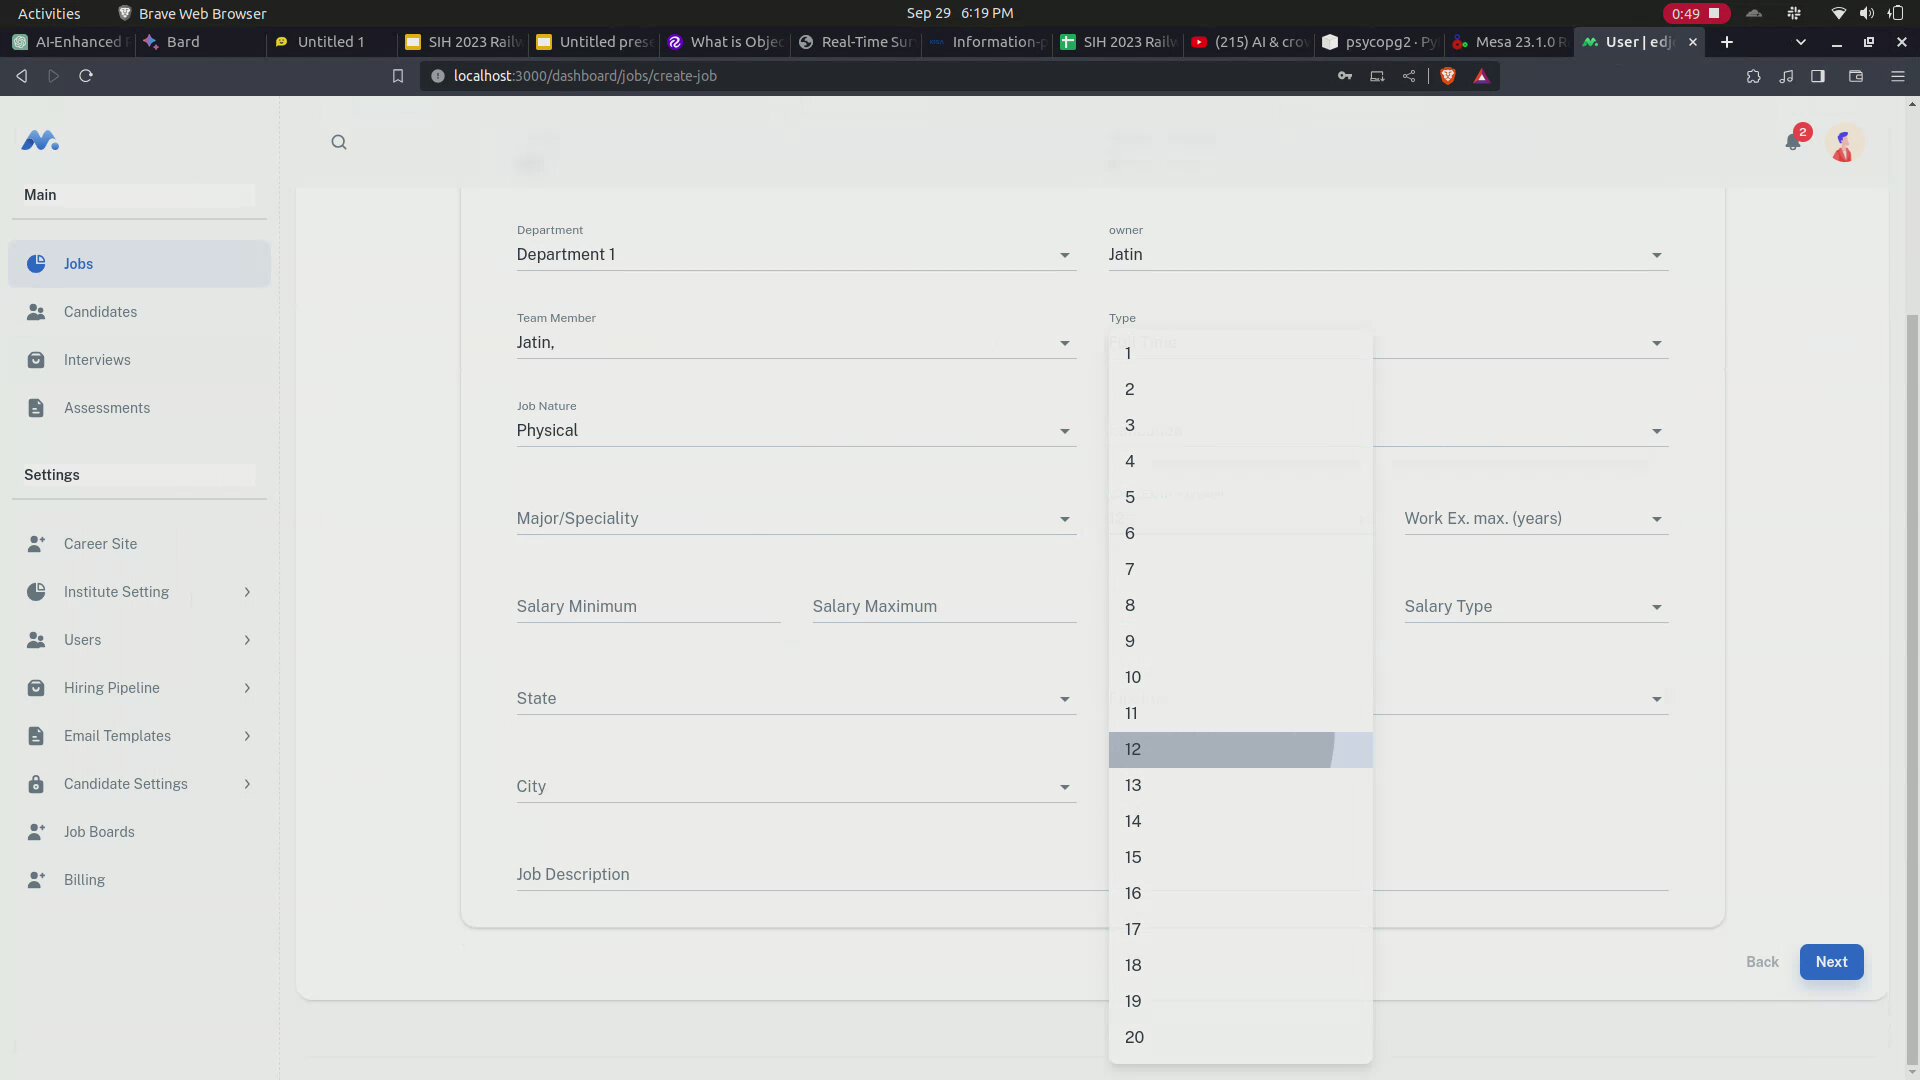 Activities
Brave Web Browser
Sep 29 6:19 PM
0:49
AI-Enhanced
Bard
Untitled 1
SIH 2023 Railw
Untitled prese
What is Objec
Real-Time Sur
Information-p
SIH 2023 Railw
(215) AI & crow
psycopg2 · Py
Mesa 23.1.0 R
User | edj
localhost:3000/dashboard/jobs/create-job
2
Main
Jobs
Candidates
Interviews
Assessments
Settings
Career Site
Institute Setting
Users
Hiring Pipeline
Email Templates
Candidate Settings
Job Boards
Billing
Department
Department 1
owner
Jatin
Team Member
Jatin,
Type
Full Time
Job Nature
Physical
Major/Speciality
Work Ex. max. (years)
Salary Minimum
Salary Maximum
Salary Type
State
City
Job Description
1
2
3
4
5
6
7
8
9
10
11
12
13
14
15
16
17
18
19
20
Back
Next